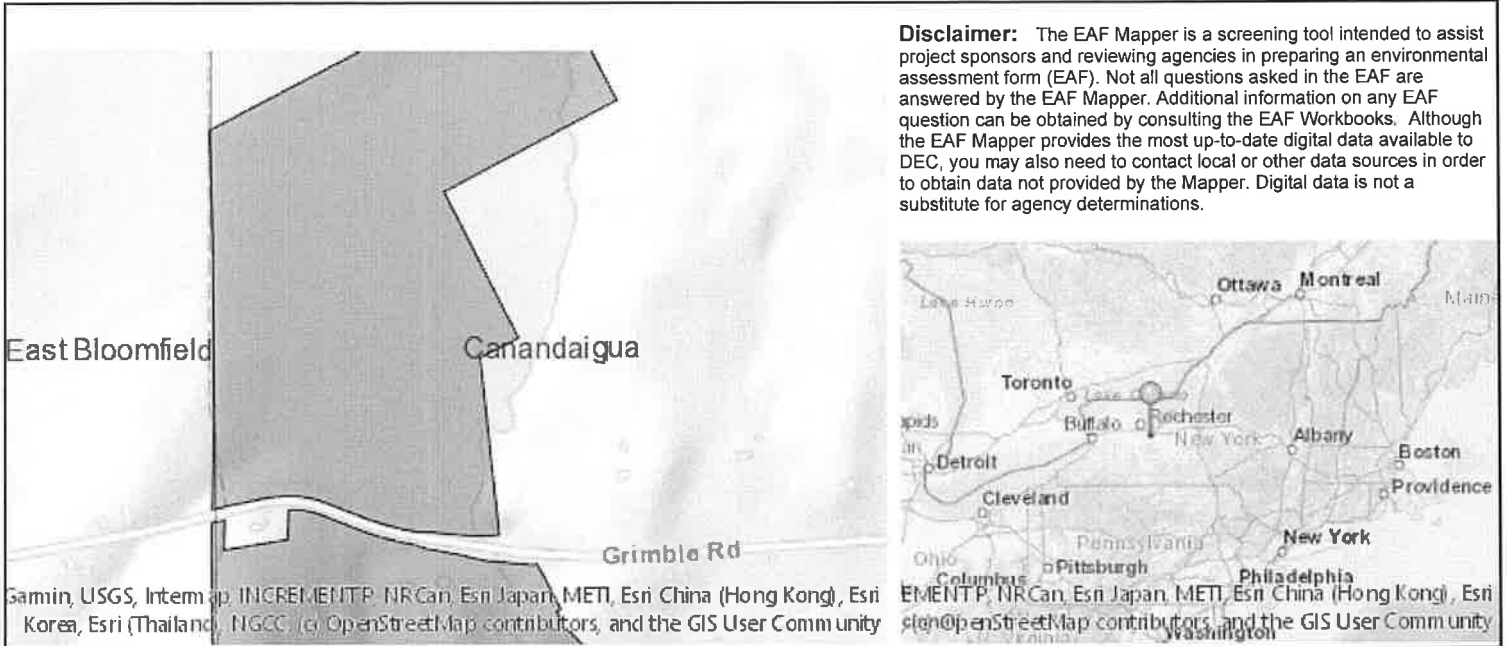 Disclaimer: The EAF Mapper is a screening tool intended to assist
project sponsors and reviewing agencies in preparing an environmental
assessment form (EAF). Not all questions asked in the EAF are
answered by the EAF Mapper. Additional information on any EAF
question can be obtained by consulting the EAF Workbooks. Although
the EAF Mapper provides the most up-to-date digital data available to
DEC, you may also need to contact local or other data sources in order
to obtain data not provided by the Mapper. Digital data is not a
substitute for agency determinations.
East Bloomfield
Canandaigua
Grimble Rd
Garmin, USGS, Intermap, INCREMENT P, NRCan, Esri Japan, METI, Esri China (Hong Kong), Esri
Korea, Esri (Thailand), NGCC, (c) OpenStreetMap contributors, and the GIS User Community
Ottawa
Montreal
Lake Huron
Toronto
Rochester
Buffalo
New York
Albany
Boston
Detroit
Providence
Cleveland
New York
Pennsylvania
Ohio
Columbus
Pittsburgh
Philadelphia
EMENT P, NRCan, Esri Japan, METI, Esri China (Hong Kong), Esri
OpenStreetMap contributors, and the GIS User Community
Washington